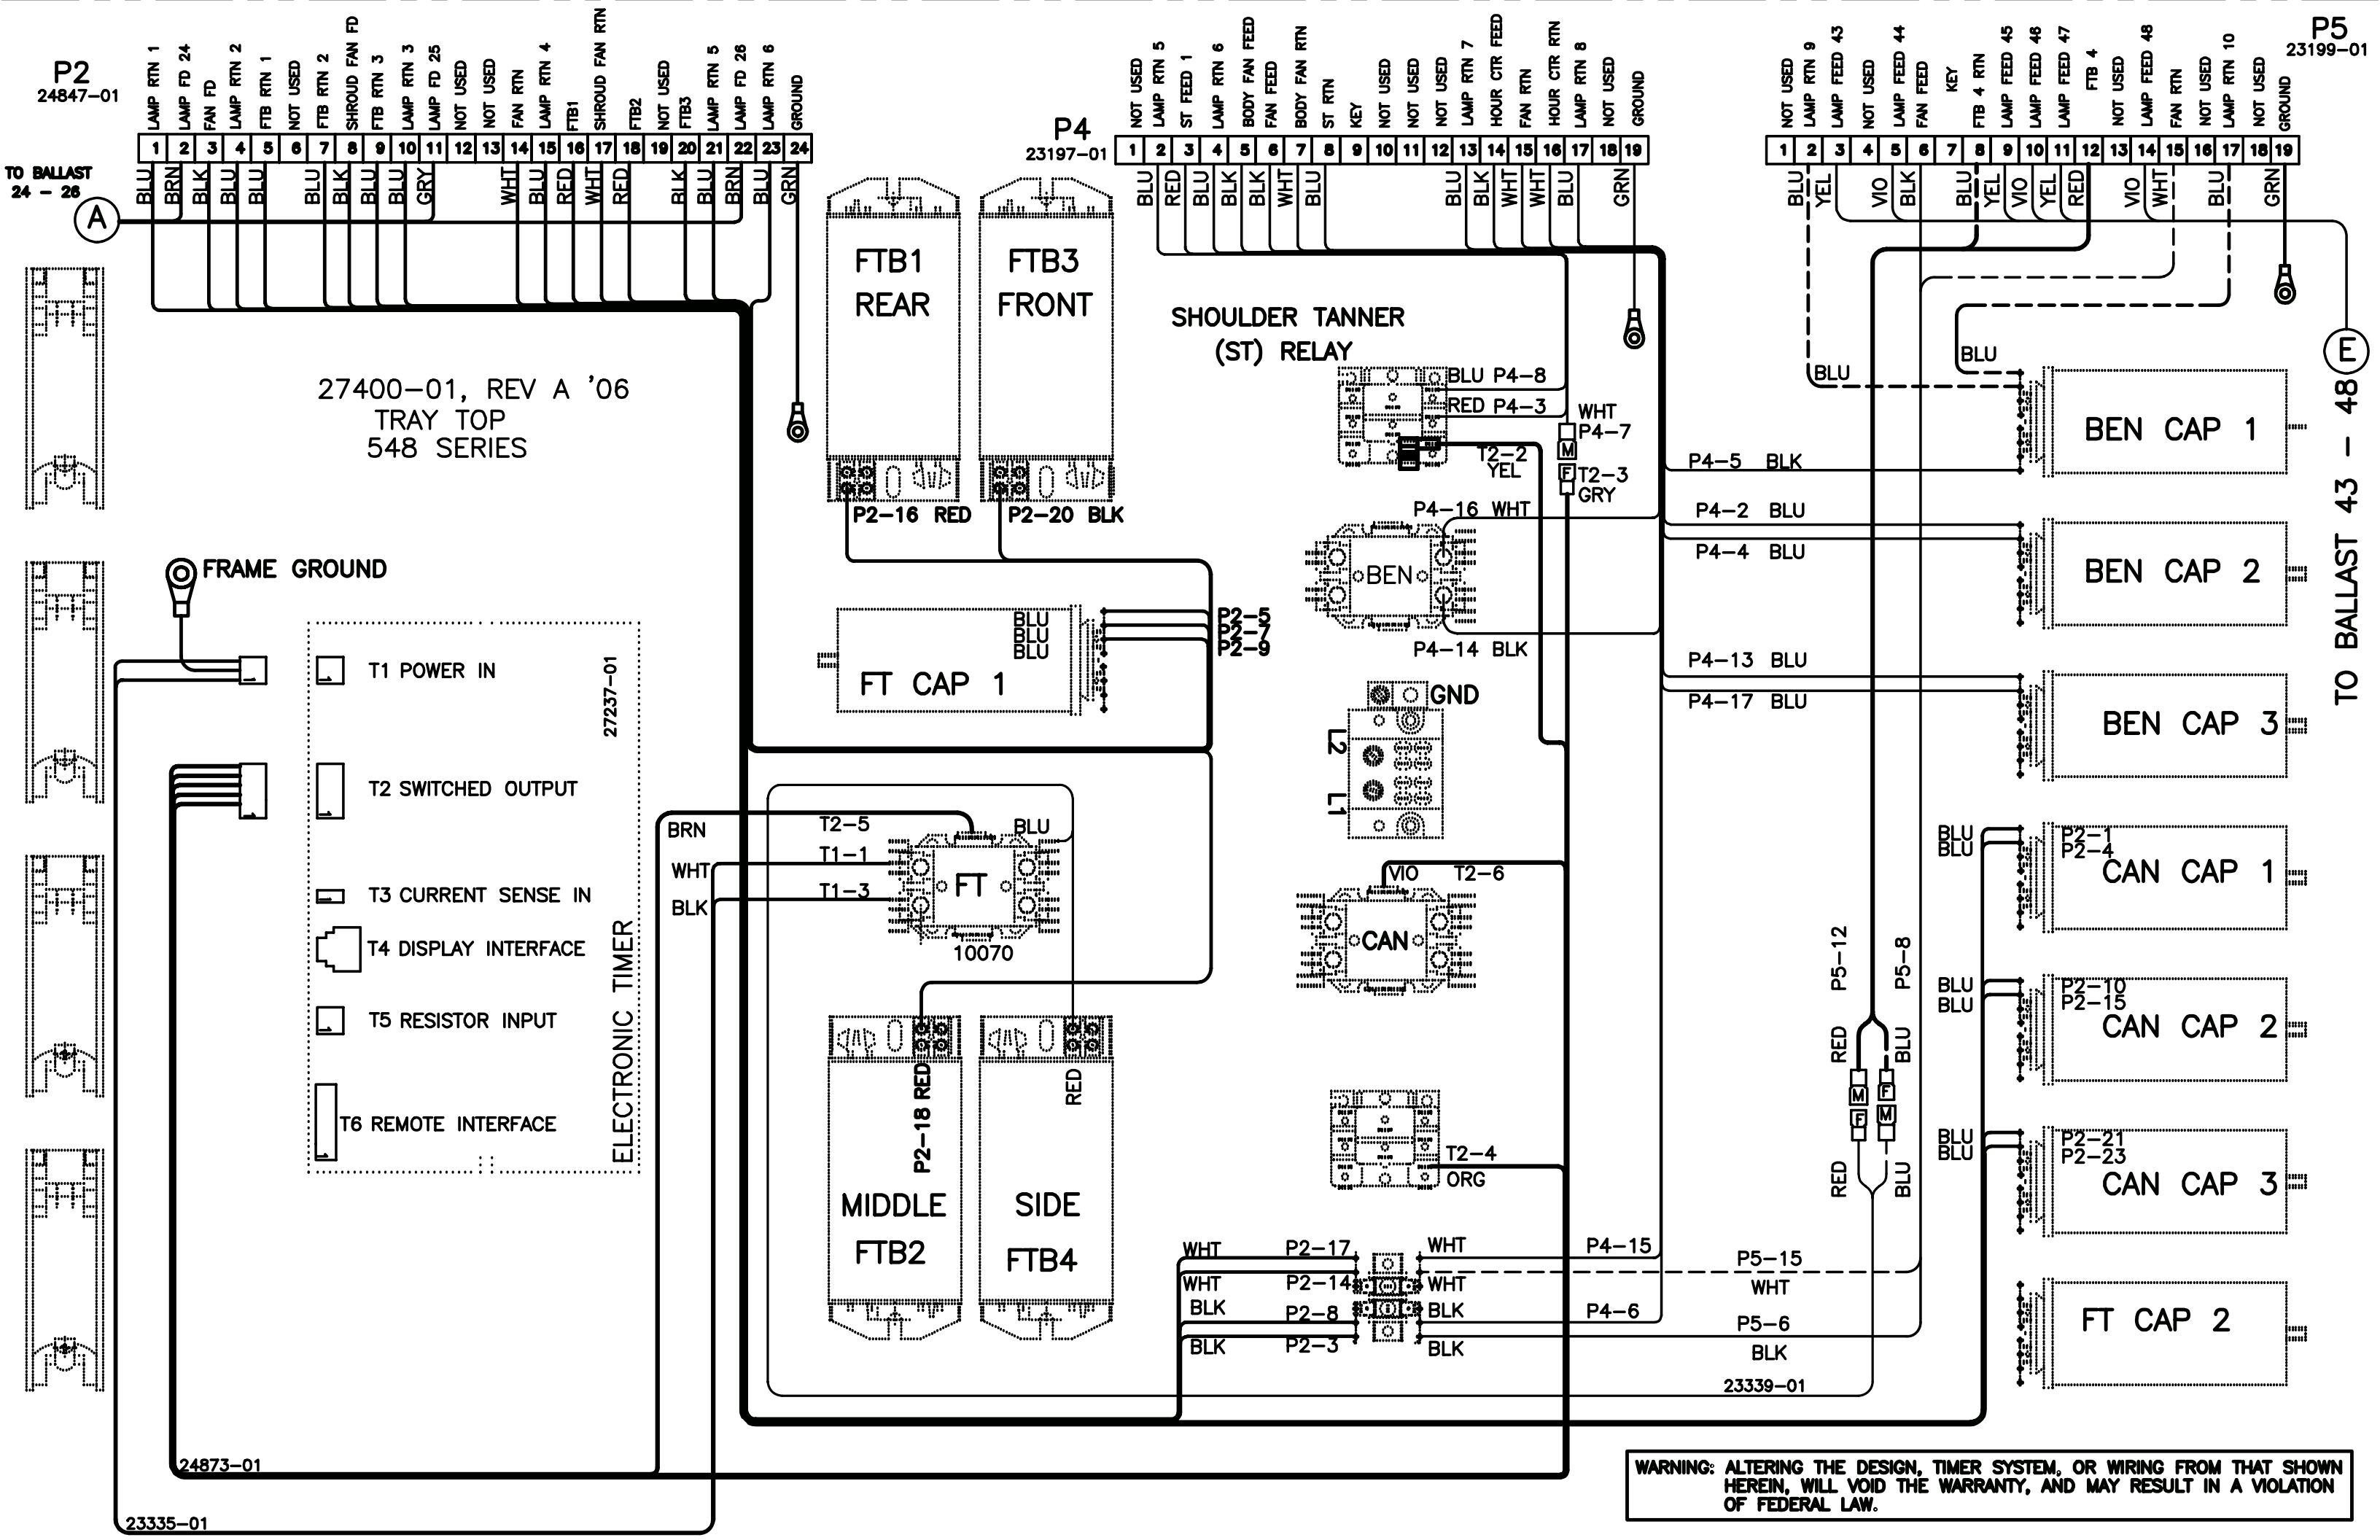 P2
24847-01
LAMP RTN 1
LAMP FD 24
FAN FD
LAMP RTN 2
FTB RTN 1
NOT USED
FTB RTN 2
SHROUD FAN FD
FTB RTN 3
LAMP RTN 3
LAMP FD 25
NOT USED
NOT USED
FAN RTN
LAMP RTN 4
FTB1
SHROUD FAN RTN
FTB2
NOT USED
FTB3
LAMP RTN 5
LAMP FD 26
LAMP RTN 6
GROUND
1 2 3 4 5 6 7 8 9 10 11 12 13 14 15 16 17 18 19 20 21 22 23 24
BLU BRN BLK BLU BLU BLU BLK BLU BLU GRY WHT BLU RED WHT RED BLK BLU BRN BLU GRN
TO BALLAST
24 - 26
A
P4
23197-01
NOT USED
LAMP RTN 5
ST FEED 1
LAMP RTN 6
BODY FAN FEED
FAN FEED
BODY FAN RTN
ST RTN
KEY
NOT USED
NOT USED
NOT USED
LAMP RTN 7
HOUR CTR FEED
FAN RTN
HOUR CTR RTN
LAMP RTN 8
NOT USED
GROUND
1 2 3 4 5 6 7 8 9 10 11 12 13 14 15 16 17 18 19
BLU RED BLU BLK BLK WHT BLU BLU BLK WHT WHT BLU GRN
P5
23199-01
NOT USED
LAMP RTN 9
LAMP FEED 43
NOT USED
LAMP FEED 44
FAN FEED
KEY
FTB 4 RTN
LAMP FEED 45
LAMP FEED 46
LAMP FEED 47
FTB 4
NOT USED
LAMP FEED 48
FAN RTN
NOT USED
LAMP RTN 10
NOT USED
GROUND
1 2 3 4 5 6 7 8 9 10 11 12 13 14 15 16 17 18 19
BLU YEL VIO BLK BLU YEL VIO YEL RED VIO WHT BLU GRN
E
TO BALLAST 43 - 48
27400-01, REV A '06
TRAY TOP
548 SERIES
FTB1
REAR
FTB3
FRONT
P2-16 RED
P2-20 BLK
SHOULDER TANNER
(ST) RELAY
BLU P4-8
RED P4-3
WHT
P4-7
M
F
T2-2
YEL
T2-3
GRY
P4-16 WHT
BEN
P4-14 BLK
GND
L2
L1
VIO T2-6
CAN
T2-4
ORG
BLU
BLU
BEN CAP 1
P4-5 BLK
P4-2 BLU
P4-4 BLU
BEN CAP 2
P4-13 BLU
P4-17 BLU
BEN CAP 3
BLU P2-1
BLU P2-4
CAN CAP 1
BLU P2-10
BLU P2-15
CAN CAP 2
BLU P2-21
BLU P2-23
CAN CAP 3
FT CAP 2
P5-12
P5-8
RED
BLU
M
F
F
M
RED
BLU
FRAME GROUND
T1 POWER IN
T2 SWITCHED OUTPUT
T3 CURRENT SENSE IN
T4 DISPLAY INTERFACE
T5 RESISTOR INPUT
T6 REMOTE INTERFACE
27237-01
ELECTRONIC TIMER
BLU P2-5
BLU P2-7
BLU P2-9
FT CAP 1
BRN T2-5
WHT T1-1
BLK T1-3
BLU
FT
10070
P2-18 RED
MIDDLE
FTB2
RED
SIDE
FTB4
WHT P2-17 WHT P4-15
P5-15
WHT P2-14 WHT WHT
BLK P2-8 BLK P4-6
P5-6
BLK P2-3 BLK BLK
23339-01
24873-01
23335-01
WARNING: ALTERING THE DESIGN, TIMER SYSTEM, OR WIRING FROM THAT SHOWN
HEREIN, WILL VOID THE WARRANTY, AND MAY RESULT IN A VIOLATION
OF FEDERAL LAW.